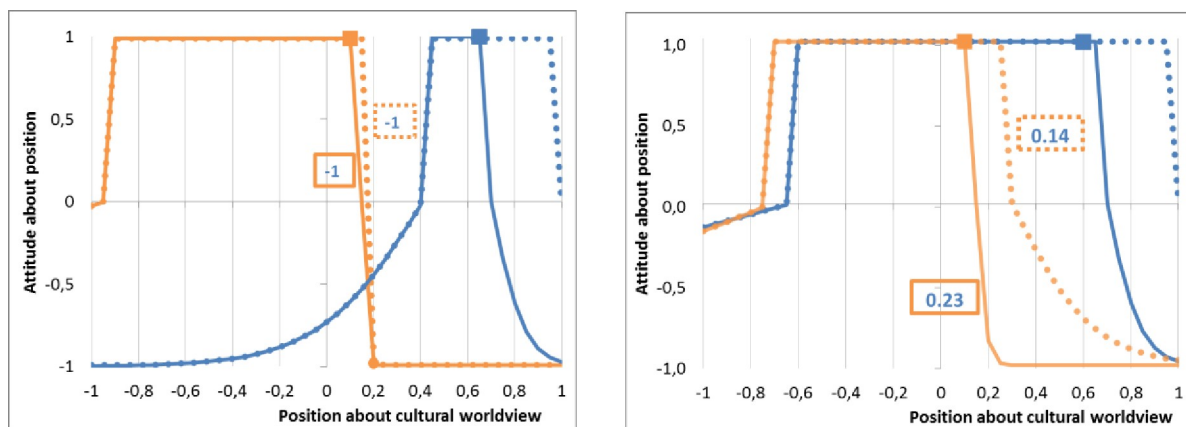 Attitude about position
1
0,5
0
-0,5
-1
-1
-1
-1 -0,8 -0,6 -0,4 -0,2 0 0,2 0,4 0,6 0,8 1
Position about cultural worldview
Attitude about position
1,0
0,5
0,0
-0,5
-1,0
0.14
0.23
-1 -0,8 -0,6 -0,4 -0,2 0 0,2 0,4 0,6 0,8 1
Position about cultural worldview